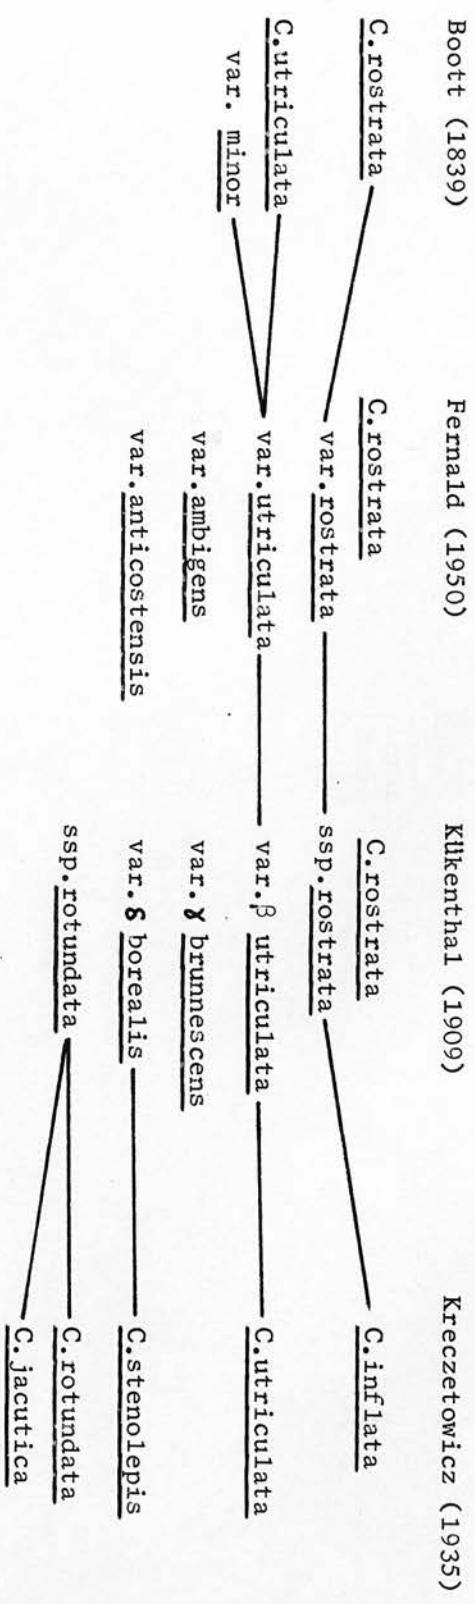 Boott (1839)
Fernald (1950)
Kükenthal (1909)
Kreczetowicz (1935)
C.rostrata
C.rostrata
C.rostrata
C.inflata
var.rostrata
ssp.rostrata
C.utriculata
var. minor
var.utriculata
var.β utriculata
C.utriculata
var.ambigens
var.γ brunnescens
var.anticostensis
var.δ borealis
C.stenolepis
ssp.rotundata
C.rotundata
C.jacutica